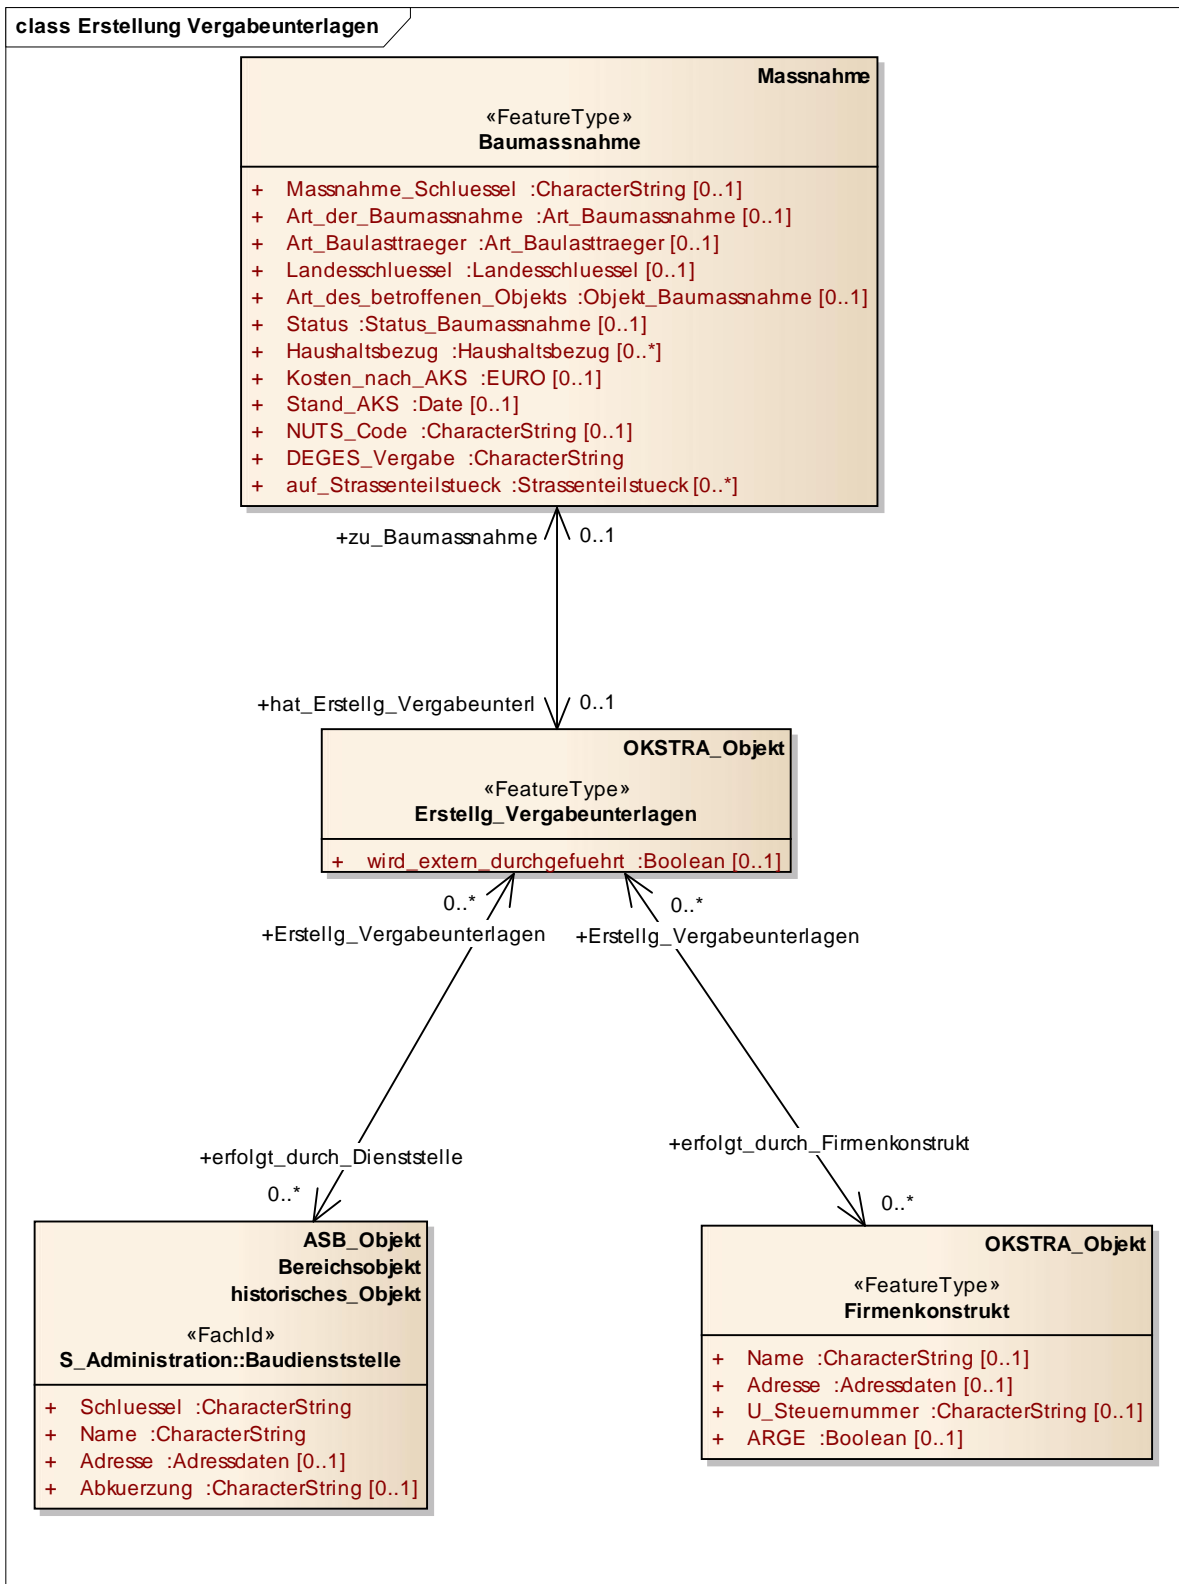 class Erstellung Vergabeunterlagen
Massnahme
«FeatureType»
Baumassnahme
+ Massnahme_Schluessel :CharacterString [0..1]
+ Art_der_Baumassnahme :Art_Baumassnahme [0..1]
+ Art_Baulasttraeger :Art_Baulasttraeger [0..1]
+ Landesschluessel :Landesschluessel [0..1]
+ Art_des_betroffenen_Objekts :Objekt_Baumassnahme [0..1]
+ Status :Status_Baumassnahme [0..1]
+ Haushaltsbezug :Haushaltsbezug [0..*]
+ Kosten_nach_AKS :EURO [0..1]
+ Stand_AKS :Date [0..1]
+ NUTS_Code :CharacterString [0..1]
+ DEGES_Vergabe :CharacterString
+ auf_Strassenteilstueck :Strassenteilstueck [0..*]
+zu_Baumassnahme 0..1
+hat_Erstellg_Vergabeunterl 0..1
OKSTRA_Objekt
«FeatureType»
Erstellg_Vergabeunterlagen
+ wird_extern_durchgefuehrt :Boolean [0..1]
0..* 0..*
+Erstellg_Vergabeunterlagen +Erstellg_Vergabeunterlagen
+erfolgt_durch_Firmenkonstrukt
+erfolgt_durch_Dienststelle
0..* 0..*
ASB_Objekt
Bereichsobjekt
historisches_Objekt
«FachId»
S_Administration::Baudienststelle
+ Schluessel :CharacterString
+ Name :CharacterString
+ Adresse :Adressdaten [0..1]
+ Abkuerzung :CharacterString [0..1]
OKSTRA_Objekt
«FeatureType»
Firmenkonstrukt
+ Name :CharacterString [0..1]
+ Adresse :Adressdaten [0..1]
+ U_Steuernummer :CharacterString [0..1]
+ ARGE :Boolean [0..1]